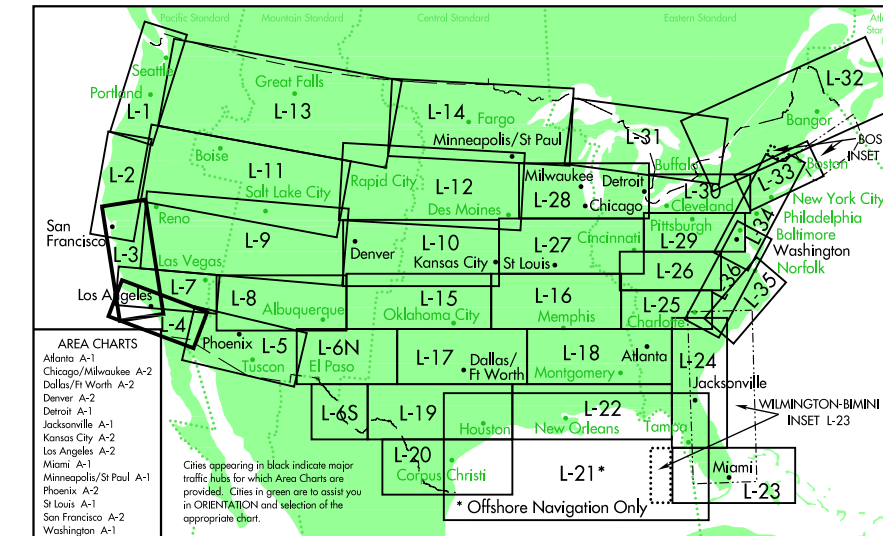 Pacific Standard
Mountain Standard
Central Standard
Eastern Standard
Seattle
Portland
L-1
Great Falls
L-13
L-14
Fargo
Minneapolis/St Paul
L-31
L-32
Bangor
BOS
INSET
Boston
L-2
Boise
L-11
Salt Lake City
Rapid City
L-12
Des Moines
Milwaukee
L-28
Chicago
Detroit
Buffalo
L-30
Cleveland
L-33
New York City
Philadelphia
Baltimore
Washington
Norfolk
L-34
San
Francisco
Reno
L-3
L-9
Denver
L-10
Kansas City
St Louis
L-27
Cincinnati
Pittsburgh
L-29
L-26
L-36
L-35
Las Vegas
L-7
Los Angeles
L-8
Albuquerque
L-15
Oklahoma City
L-16
Memphis
L-25
Charlotte
L-4
Phoenix
L-5
Tuscon
L-6N
El Paso
L-17
Dallas/
Ft Worth
L-18
Montgomery
Atlanta
L-24
Jacksonville
L-6S
L-19
Houston
L-22
New Orleans
Tampa
WILMINGTON-BIMINI
INSET L-23
L-20
Corpus Christi
L-21*
* Offshore Navigation Only
Miami
L-23
AREA CHARTS
Atlanta A-1
Chicago/Milwaukee A-2
Dallas/Ft Worth A-2
Denver A-2
Detroit A-1
Jacksonville A-1
Kansas City A-2
Los Angeles A-2
Miami A-1
Minneapolis/St Paul A-1
Phoenix A-2
St Louis A-1
San Francisco A-2
Washington A-1
Cities appearing in black indicate major
traffic hubs for which Area Charts are
provided. Cities in green are to assist you
in ORIENTATION and selection of the
appropriate chart.